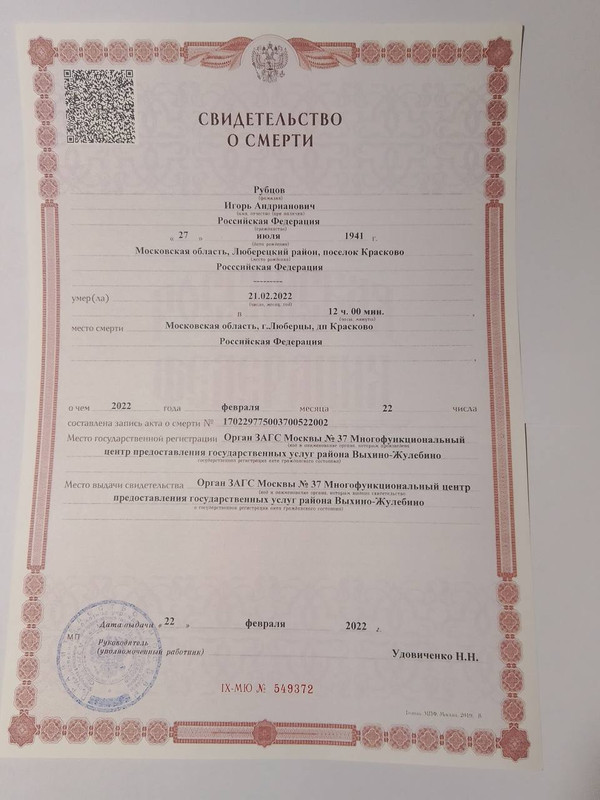 СВИДЕТЕЛЬСТВО
О СМЕРТИ
Рубцов
(фамилия)
Игорь Андрианович
(имя, отчество (при наличии))
Российская Федерация
(гражданство)
« 27 » июля 1941 г.
(дата рождения)
Московская область, Люберецкий район, поселок Красково
(место рождения)
Росссийская Федерация
----------
умер(ла) 21.02.2022
(число, месяц, год)
в 12 ч. 00 мин.
(часы, минуты)
место смерти Московская область, г.Люберцы, дп Красково
Российская Федерация
о чем 2022 года февраля месяца 22 числа
составлена запись акта о смерти № 170229775003700522002
Место государственной регистрации Орган ЗАГС Москвы № 37 Многофункциональный
центр предоставления государственных услуг района Выхино-Жулебино
Место выдачи свидетельства Орган ЗАГС Москвы № 37 Многофункциональный центр
предоставления государственных услуг района Выхино-Жулебино
Дата выдачи « 22 » февраля 2022 г.
МП
Руководитель
(уполномоченный работник)
Удовиченко Н.Н.
IX-МЮ № 549372